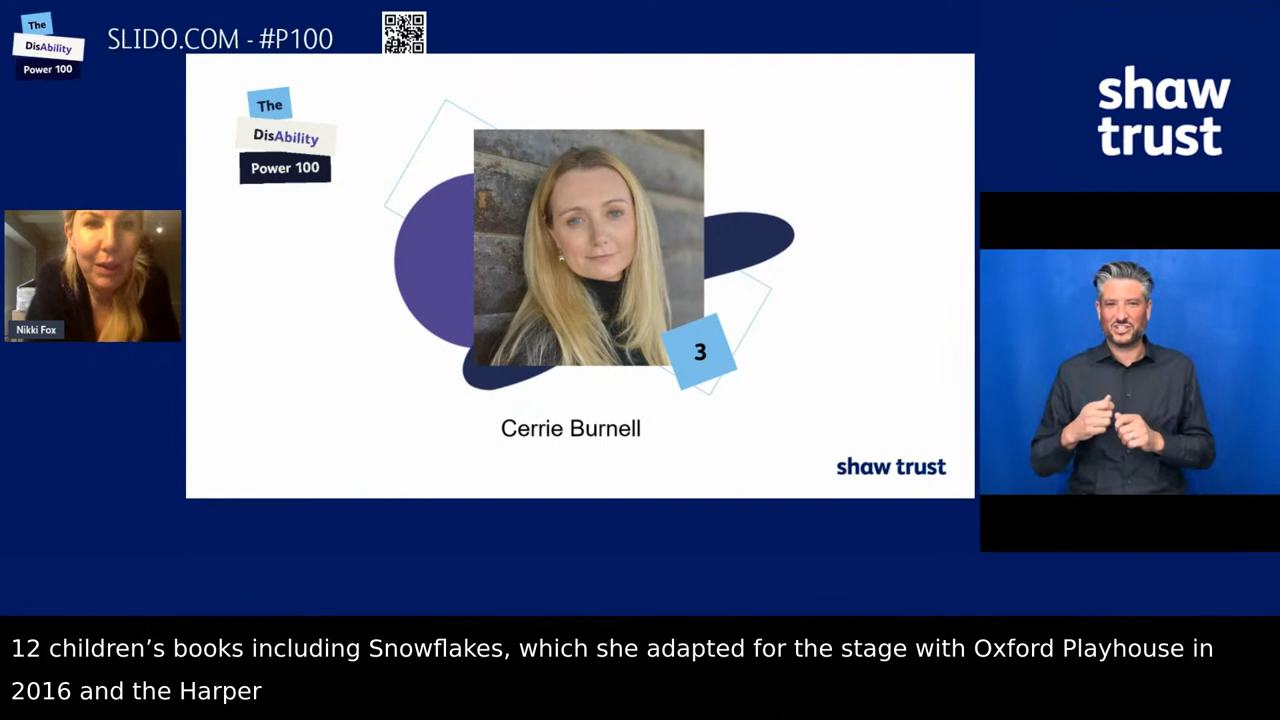 The
DisAbility
Power 100
SLIDO.COM - #P100
shaw
trust
The
DisAbility
Power 100
3
Nikki Fox
Cerrie Burnell
shaw trust
12 children’s books including Snowflakes, which she adapted for the stage with Oxford Playhouse in
2016 and the Harper